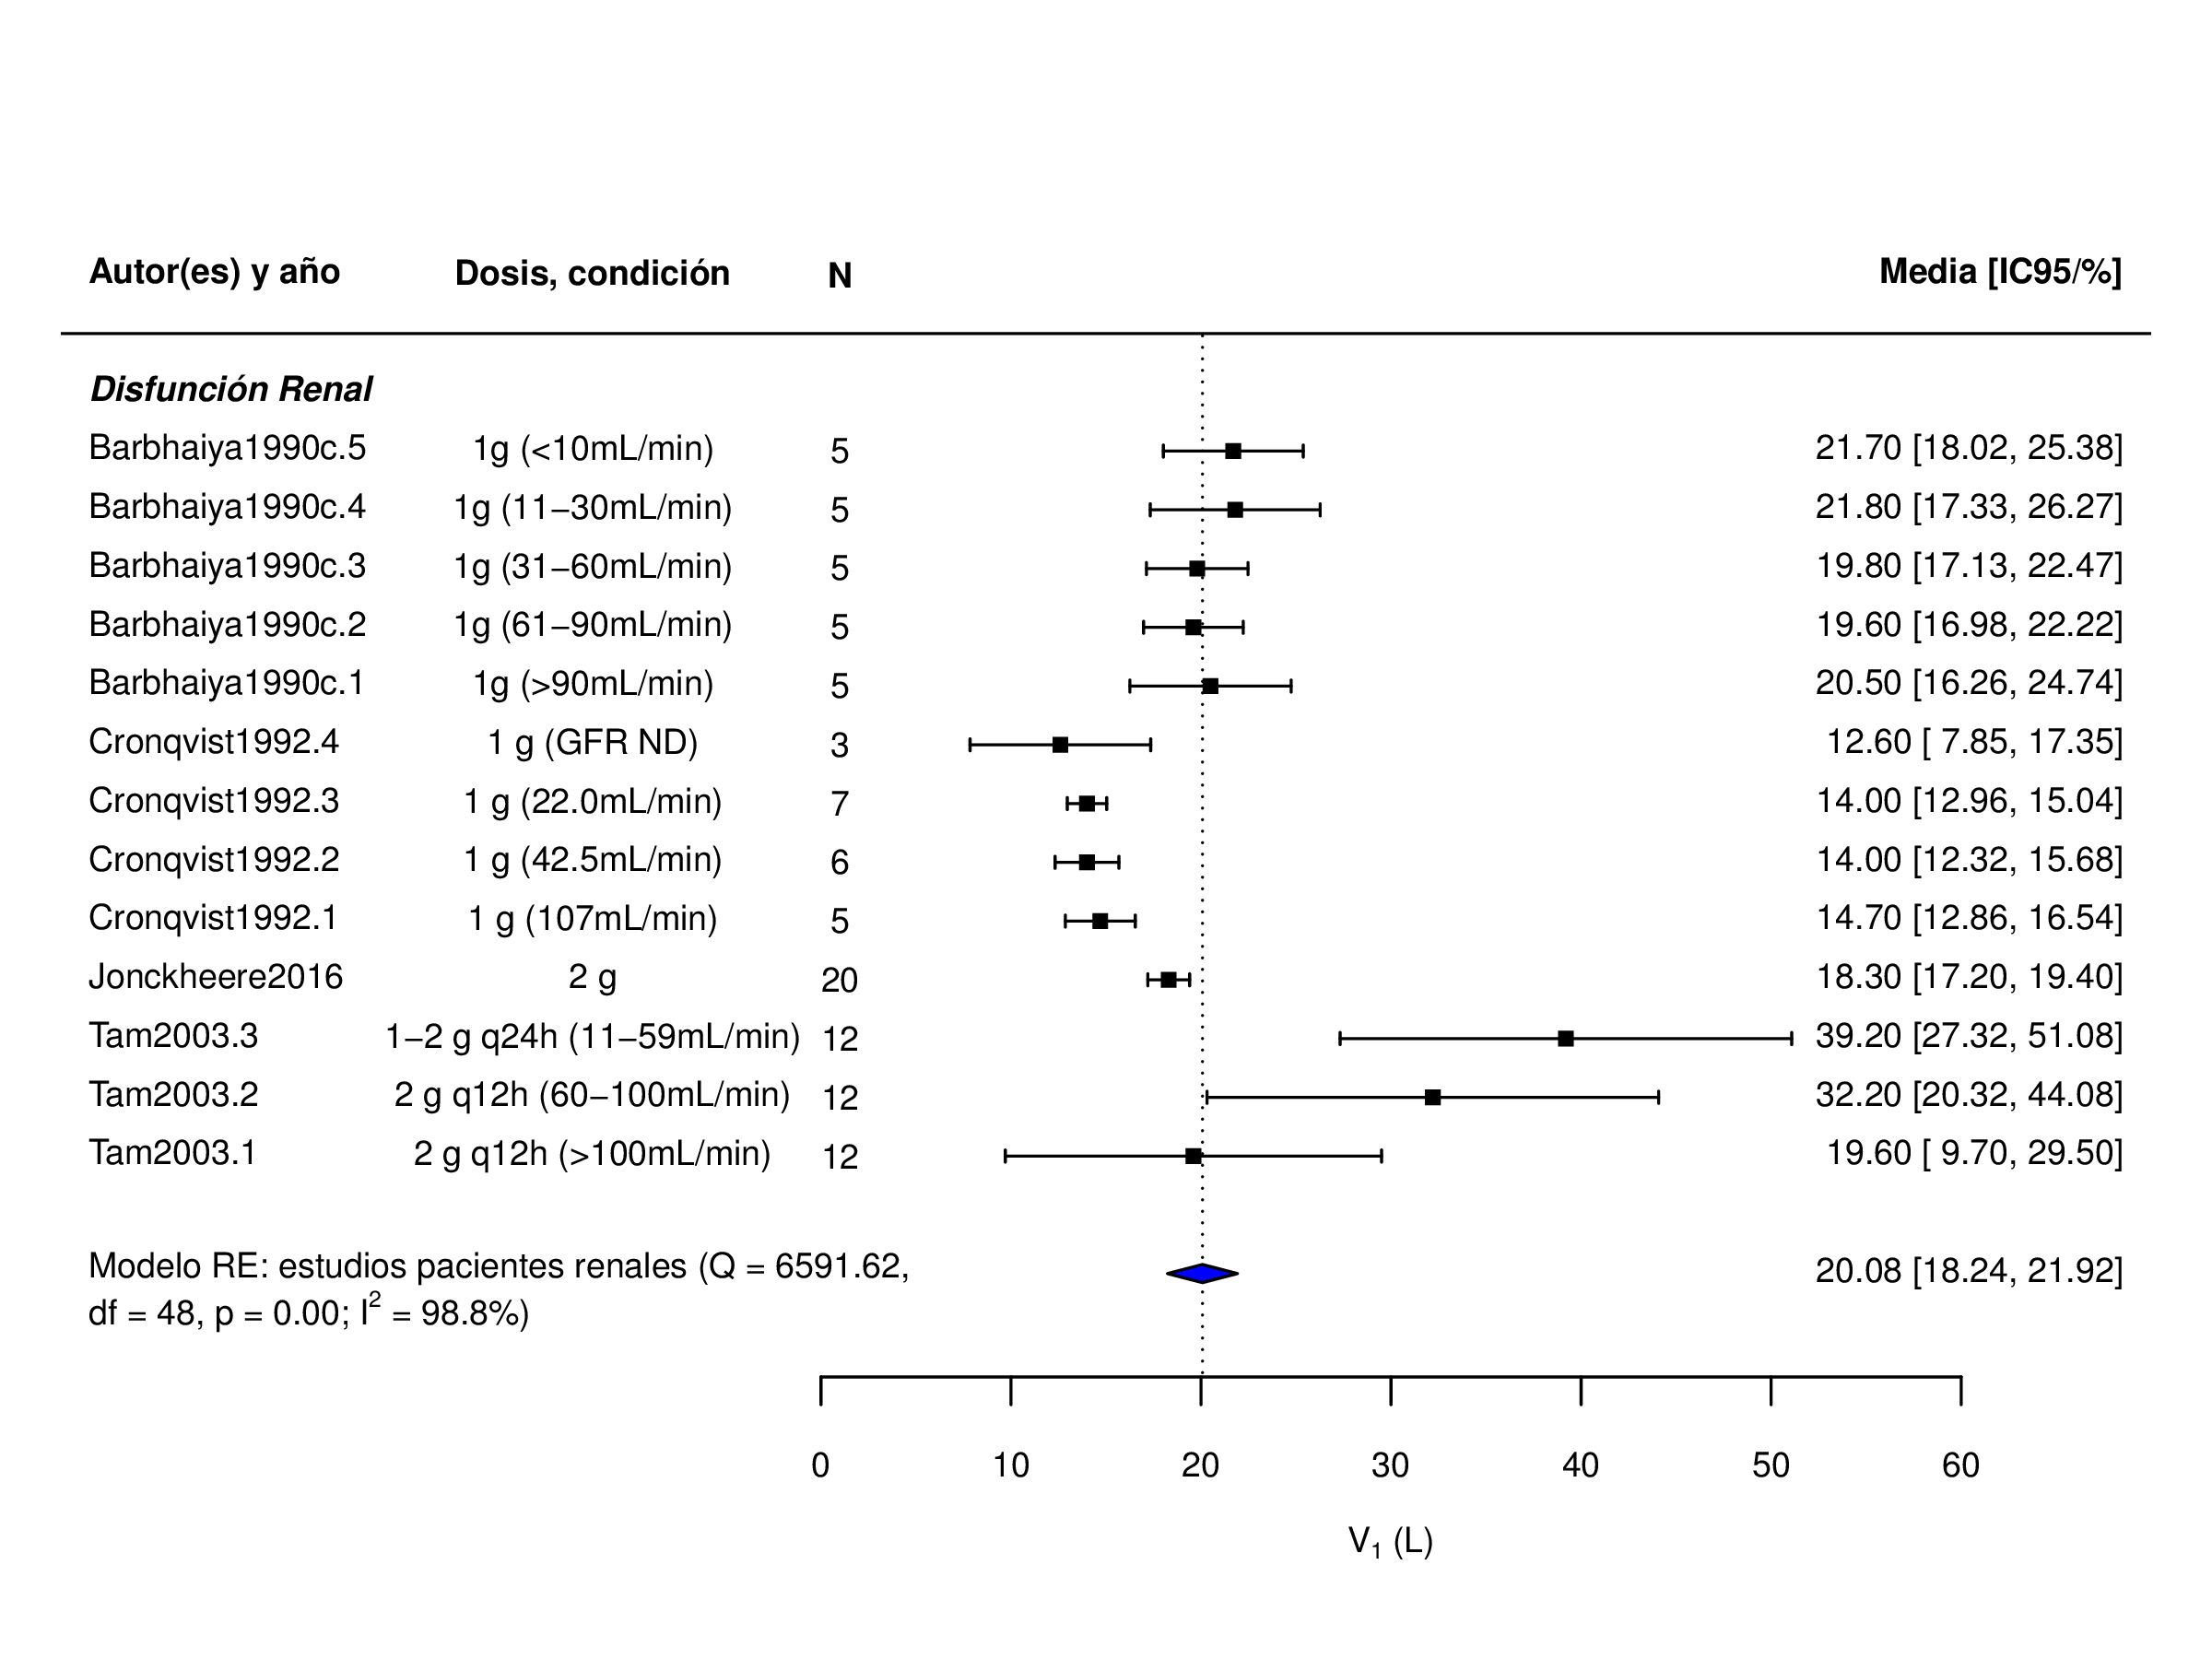 Autor(es) y año Dosis, condición N Media [IC95/%]
Disfunción Renal
Barbhaiya1990c.5 1g (<10mL/min) 5 21.70 [18.02, 25.38]
Barbhaiya1990c.4 1g (11−30mL/min) 5 21.80 [17.33, 26.27]
Barbhaiya1990c.3 1g (31−60mL/min) 5 19.80 [17.13, 22.47]
Barbhaiya1990c.2 1g (61−90mL/min) 5 19.60 [16.98, 22.22]
Barbhaiya1990c.1 1g (>90mL/min) 5 20.50 [16.26, 24.74]
Cronqvist1992.4 1 g (GFR ND) 3 12.60 [ 7.85, 17.35]
Cronqvist1992.3 1 g (22.0mL/min) 7 14.00 [12.96, 15.04]
Cronqvist1992.2 1 g (42.5mL/min) 6 14.00 [12.32, 15.68]
Cronqvist1992.1 1 g (107mL/min) 5 14.70 [12.86, 16.54]
Jonckheere2016 2 g 20 18.30 [17.20, 19.40]
Tam2003.3 1−2 g q24h (11−59mL/min) 12 39.20 [27.32, 51.08]
Tam2003.2 2 g q12h (60−100mL/min) 12 32.20 [20.32, 44.08]
Tam2003.1 2 g q12h (>100mL/min) 12 19.60 [ 9.70, 29.50]
Modelo RE: estudios pacientes renales (Q = 6591.62, 20.08 [18.24, 21.92]
df = 48, p = 0.00; I² = 98.8%)
0 10 20 30 40 50 60
V₁ (L)